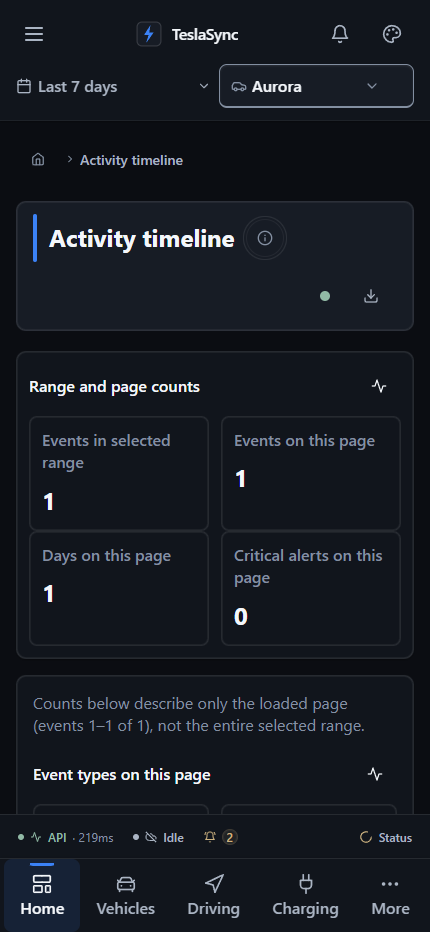 TeslaSync
Last 7 days
Aurora
Activity timeline
Activity timeline
Range and page counts
Events in selected
range
1
Events on this page
1
Days on this page
1
Critical alerts on this
page
0
Counts below describe only the loaded page
(events 1–1 of 1), not the entire selected range.
Event types on this page
API · 219ms
Idle
2
Status
Home
Vehicles
Driving
Charging
More